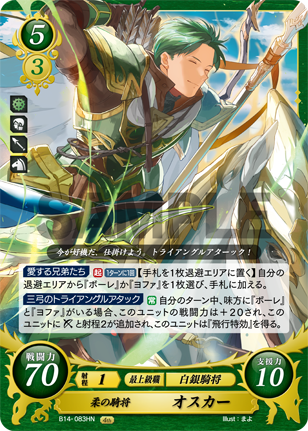 5
3
SAMPLE
今が好機だ、仕掛けよう。トライアングルアタック!
愛する兄弟たち 起 1ターンに1回 【手札を1枚退避エリアに置く】自分の
退避エリアから『ボーレ』か『ヨファ』を1枚選び、手札に加える。
三弓のトライアングルアタック 常 自分のターン中、味方に『ボーレ』
と『ヨファ』がいる場合、このユニットの戦闘力は+20され、この
ユニットに と射程2が追加され、このユニットは『飛行特効』を得る。
戦闘力
70
射程 1 最上級職 白銀騎将
柔の騎将 オスカー
支援力
10
B14-083HN
Illust:まよ